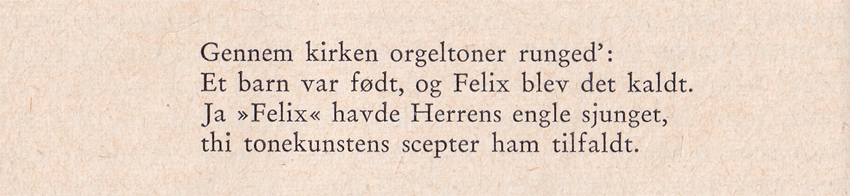 Gennem kirken orgeltoner runged’:
Et barn var født, og Felix blev det kaldt.
Ja »Felix« havde Herrens engle sjunget,
thi tonekunstens scepter ham tilfaldt.